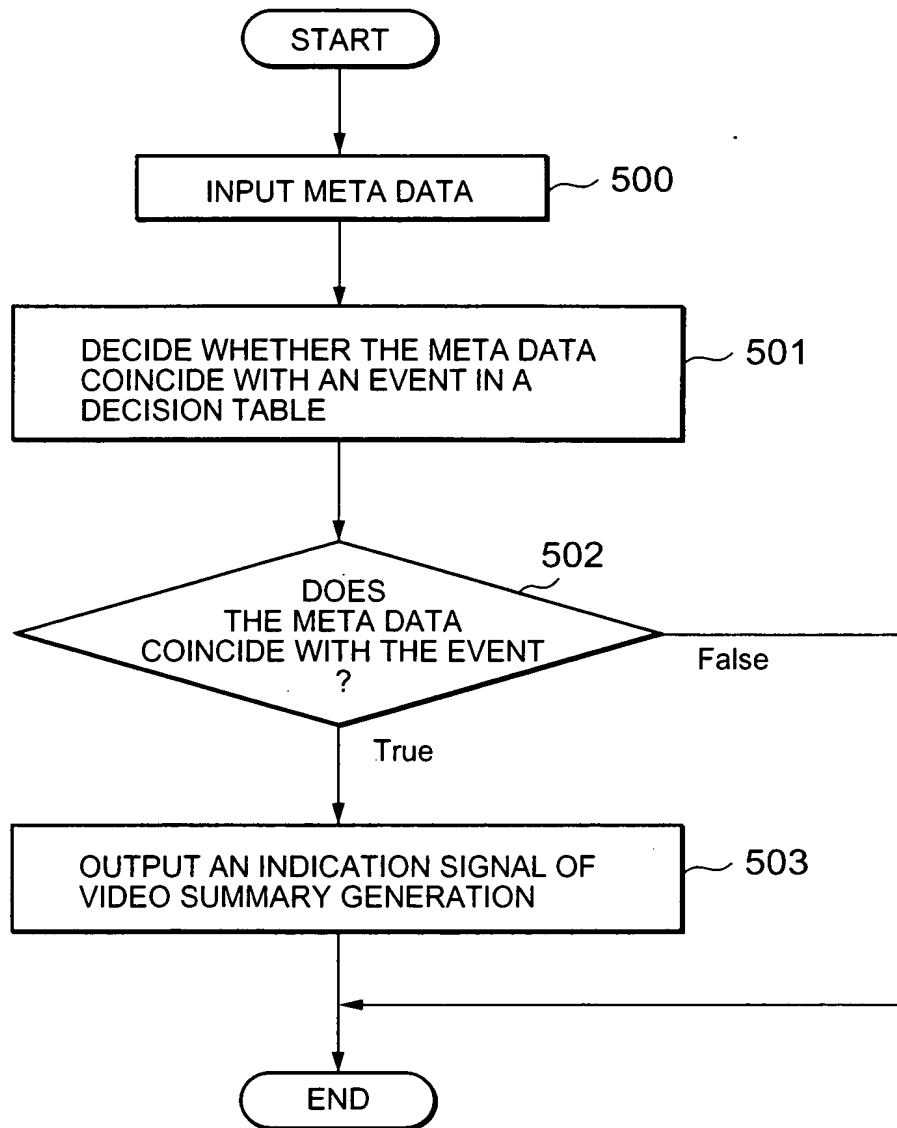 START
INPUT META DATA
500
DECIDE WHETHER THE META DATA
COINCIDE WITH AN EVENT IN A
DECISION TABLE
501
502
DOES
THE META DATA
COINCIDE WITH THE EVENT
?
False
True
OUTPUT AN INDICATION SIGNAL OF
VIDEO SUMMARY GENERATION
503
END